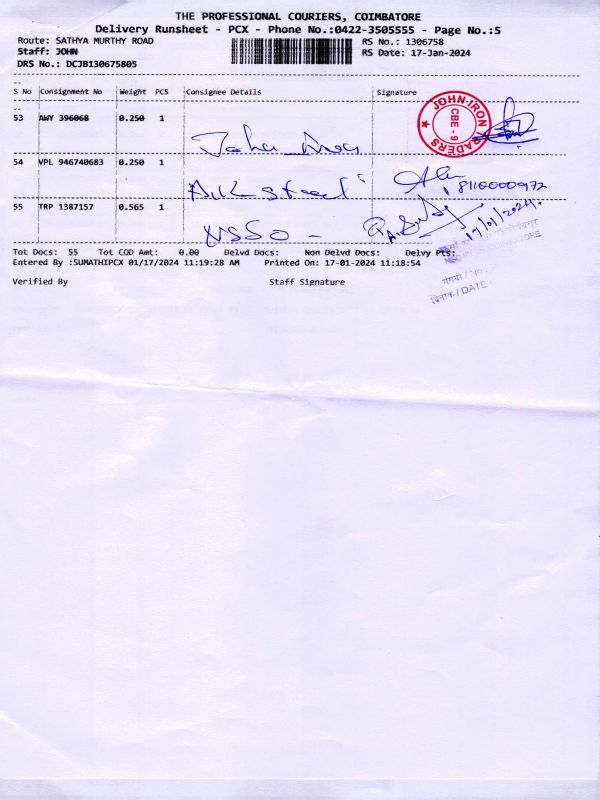 THE PROFESSIONAL COURIERS, COIMBATORE
Delivery Runsheet - PCX - Phone No.:0422-3505555 - Page No.:5
Route: SATHYA MURTHY ROAD RS No.: 1306758
Staff: JOHN RS Date: 17-Jan-2024
DRS No.: DCJB130675805
S No Consignment No Weight PCS Consignee Details Signature
53 AWY 396068 0.250 1
John Iron
JOHN-IRON TRADERS
CBE - 9
54 VPL 946740683 0.250 1
A.K steel
8110000972
55 TRP 1387157 0.565 1
NSSO -
17/01/2024
Tot Docs: 55 Tot COD Amt: 0.00 Delvd Docs: Non Delvd Docs: Delvy Pts:
Entered By :SUMATHIPCX 01/17/2024 11:19:28 AM Printed On: 17-01-2024 11:18:54
Verified By Staff Signature
संख्या / No.
दिनांक / DATE